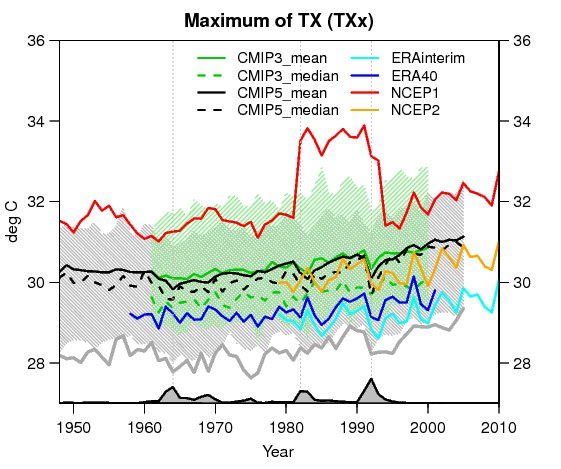 Maximum of TX (TXx)
36 36
CMIP3_mean ERAinterim
CMIP3_median ERA40
CMIP5_mean NCEP1
CMIP5_median NCEP2
34 34
32 32
deg C
30 30
28 28
1950 1960 1970 1980 1990 2000 2010
Year